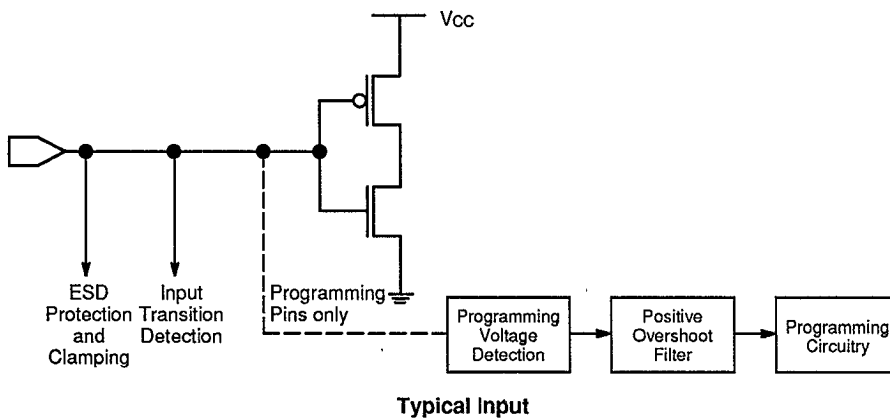 Vcc
ESD
Protection
and
Clamping
Input
Transition
Detection
Programming
Pins only
Programming
Voltage
Detection
Positive
Overshoot
Filter
Programming
Circuitry
Typical Input